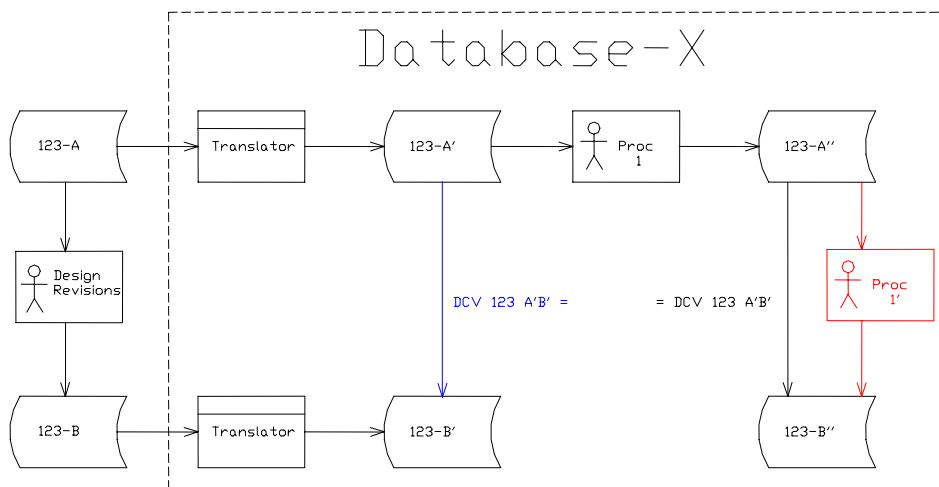 Database-X
123-A
Translator
123-A'
Proc
1
123-A''
Design
Revisions
DCV 123 A'B' =
= DCV 123 A'B'
Proc
1'
123-B
Translator
123-B'
123-B''